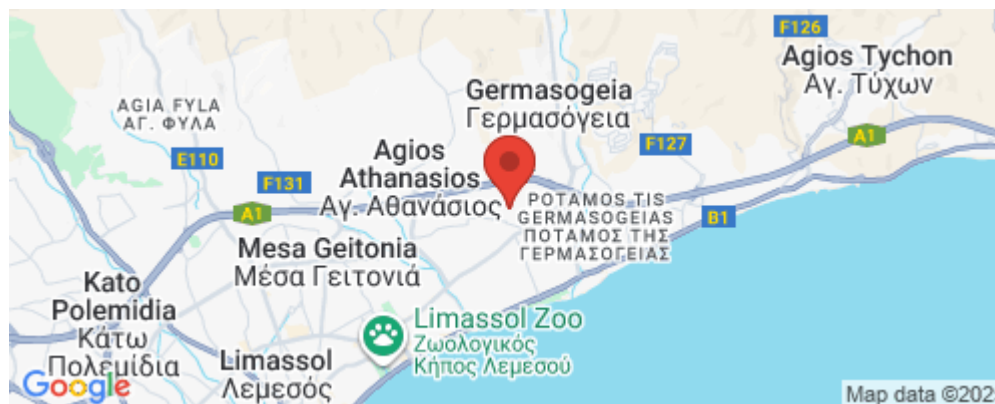 F126
Agios Tychon
Αγ. Τύχων
Germasogeia
Γερμασόγεια
AGIA FYLA
ΑΓ. ΦΥΛΑ
A1
F127
E110
Agios
Athanasios
Αγ. Αθανάσιος
F131
A1
POTAMOS TIS
GERMASOGEIAS
ΠΟΤΑΜΟΣ ΤΗΣ
ΓΕΡΜΑΣΟΓΕΙΑΣ
B1
Mesa Geitonia
Μέσα Γειτονιά
Kato
Polemidia
Κάτω
Πολεμίδια
Limassol Zoo
Ζωολογικός
Κήπος Λεμεσού
Limassol
Λεμεσός
Google
Map data ©202